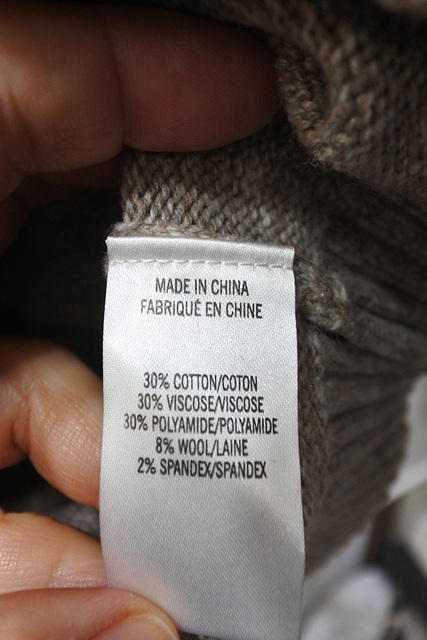 MADE IN CHINA
FABRIQUÉ EN CHINE
30% COTTON/COTON
30% VISCOSE/VISCOSE
30% POLYAMIDE/POLYAMIDE
8% WOOL/LAINE
2% SPANDEX/SPANDEX